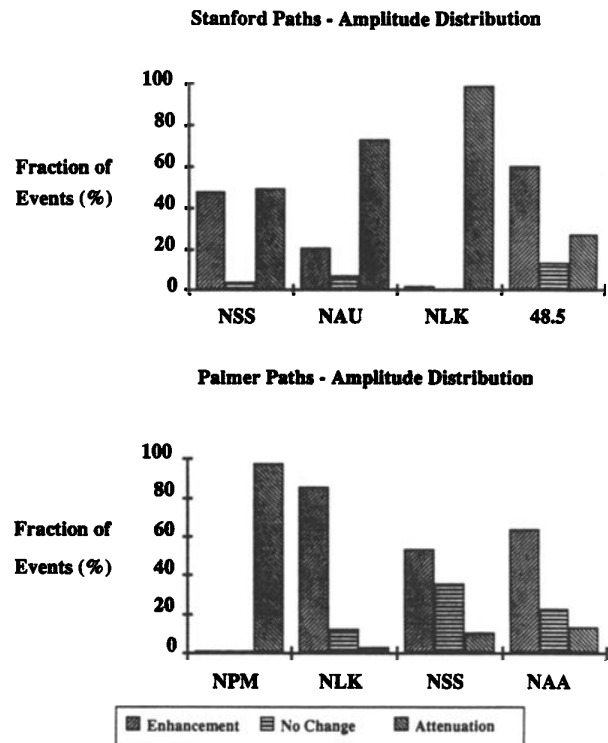 Stanford Paths - Amplitude Distribution
100
80
60
40
20
0
Fraction of
Events (%)
NSS NAU NLK 48.5
Palmer Paths - Amplitude Distribution
100
80
60
40
20
0
Fraction of
Events (%)
NPM NLK NSS NAA
Enhancement No Change Attenuation